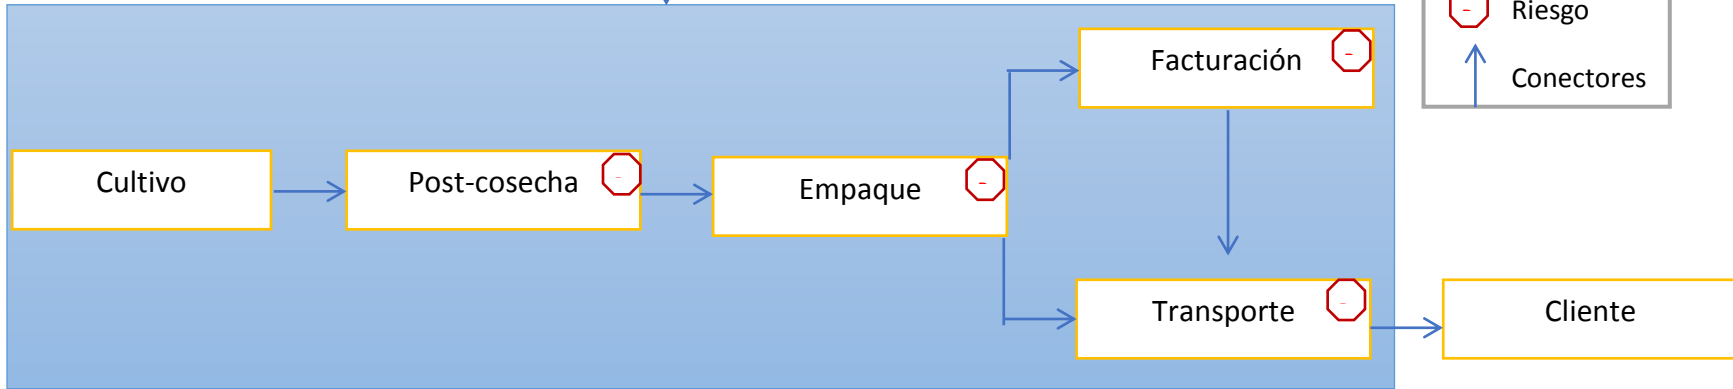 Riesgo
Conectores
Facturación
Cultivo
Post-cosecha
Empaque
Transporte
Cliente